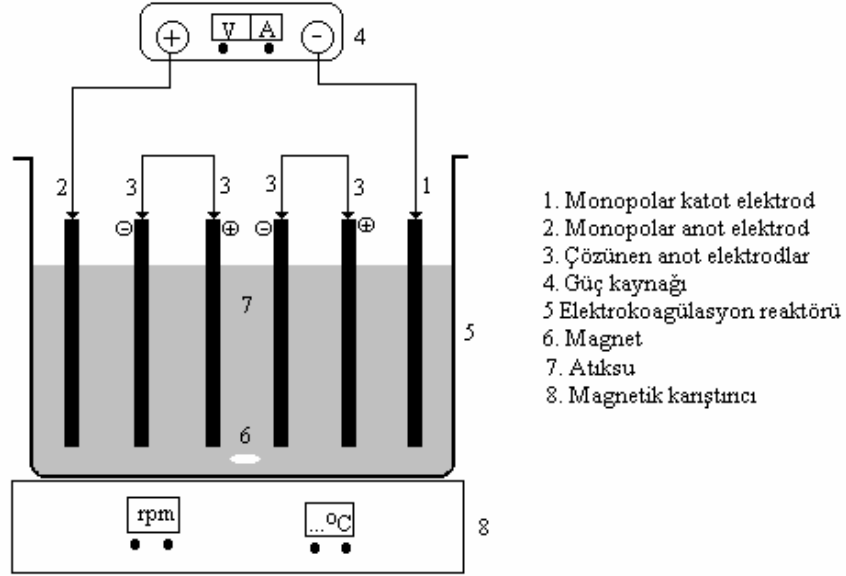 + V A - 4
2 3 3 3 3 1
- + - +
7
5
6
rpm ...ºC
8
1. Monopolar katot elektrod
2. Monopolar anot elektrod
3. Çözünen anot elektrodlar
4. Güç kaynağı
5 Elektrokoagülasyon reaktörü
6. Magnet
7. Atıksu
8. Magnetik karıştırıcı